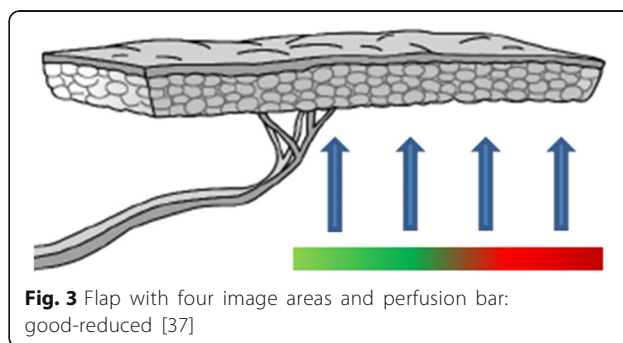 Fig. 3 Flap with four image areas and perfusion bar:
good-reduced [37]